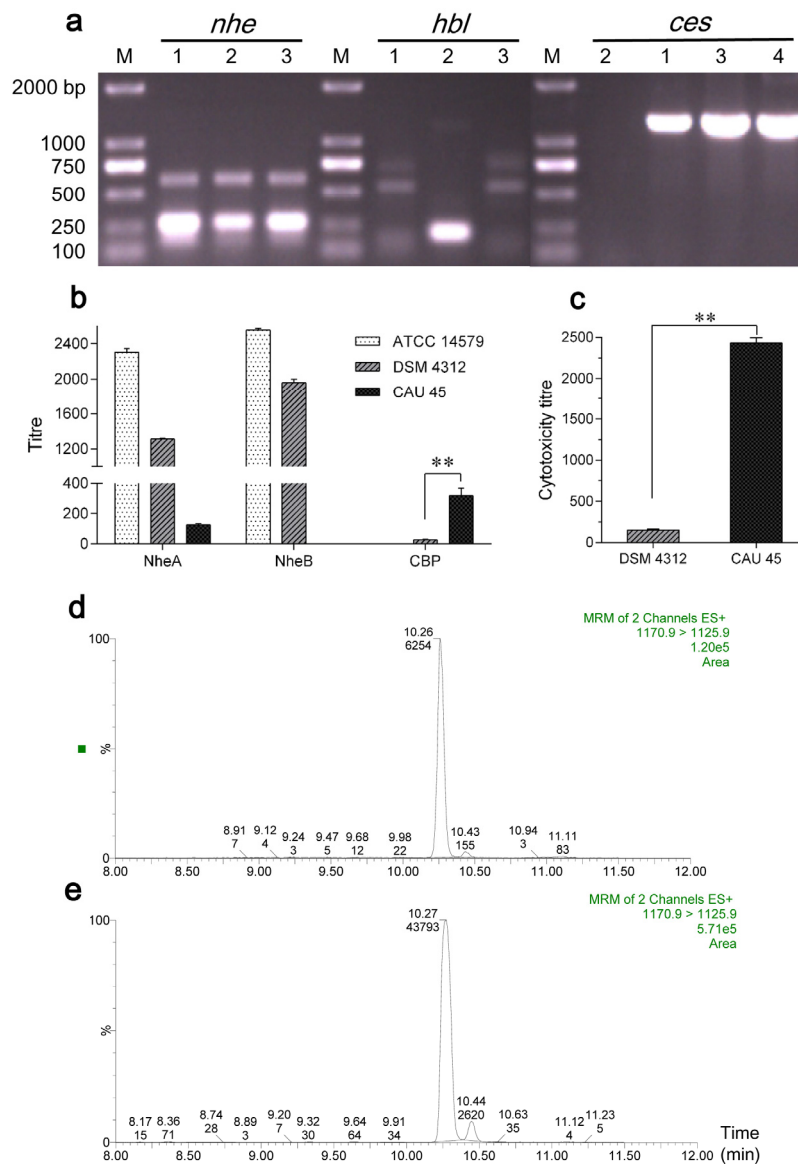 a
nhe hbl ces
M 1 2 3 M 1 2 3 M 2 1 3 4
2000 bp
1000
750
500
250
100
b
Titre
2400
2000
1600
1200
400
200
0
ATCC 14579
DSM 4312
CAU 45
**
NheA NheB CBP
c
Cytotoxicity titre
2500
2000
1500
1000
500
0
**
DSM 4312 CAU 45
d
MRM of 2 Channels ES+
1170.9 > 1125.9
1.20e5
Area
100
%
0
10.26
6254
8.91 9.12 9.24 9.47 9.68 9.98 10.43 10.94 11.11
7 4 3 5 12 22 155 3 83
8.00 8.50 9.00 9.50 10.00 10.50 11.00 11.50 12.00
e
MRM of 2 Channels ES+
1170.9 > 1125.9
5.71e5
Area
100
%
0
10.27
43793
8.17 8.36 8.74 8.89 9.20 9.32 9.64 9.91 10.44 10.63 11.12 11.23
15 71 28 3 7 30 64 34 2620 35 4 5
8.00 8.50 9.00 9.50 10.00 10.50 11.00 11.50 12.00
Time
(min)